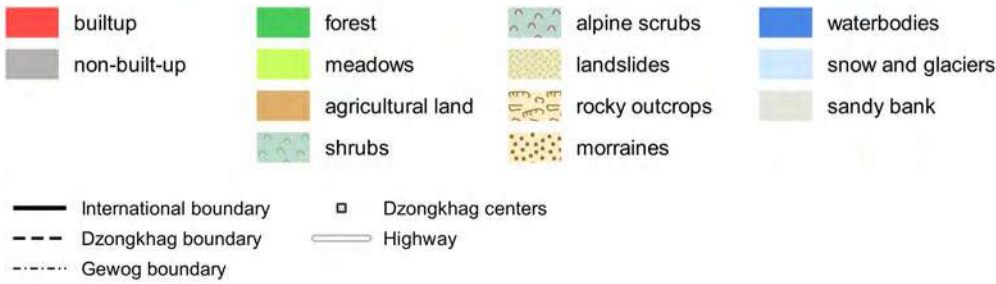 builtup forest alpine scrubs waterbodies
non-built-up meadows landslides snow and glaciers
agricultural land rocky outcrops sandy bank
shrubs morraines
International boundary Dzongkhag centers
Dzongkhag boundary Highway
Gewog boundary